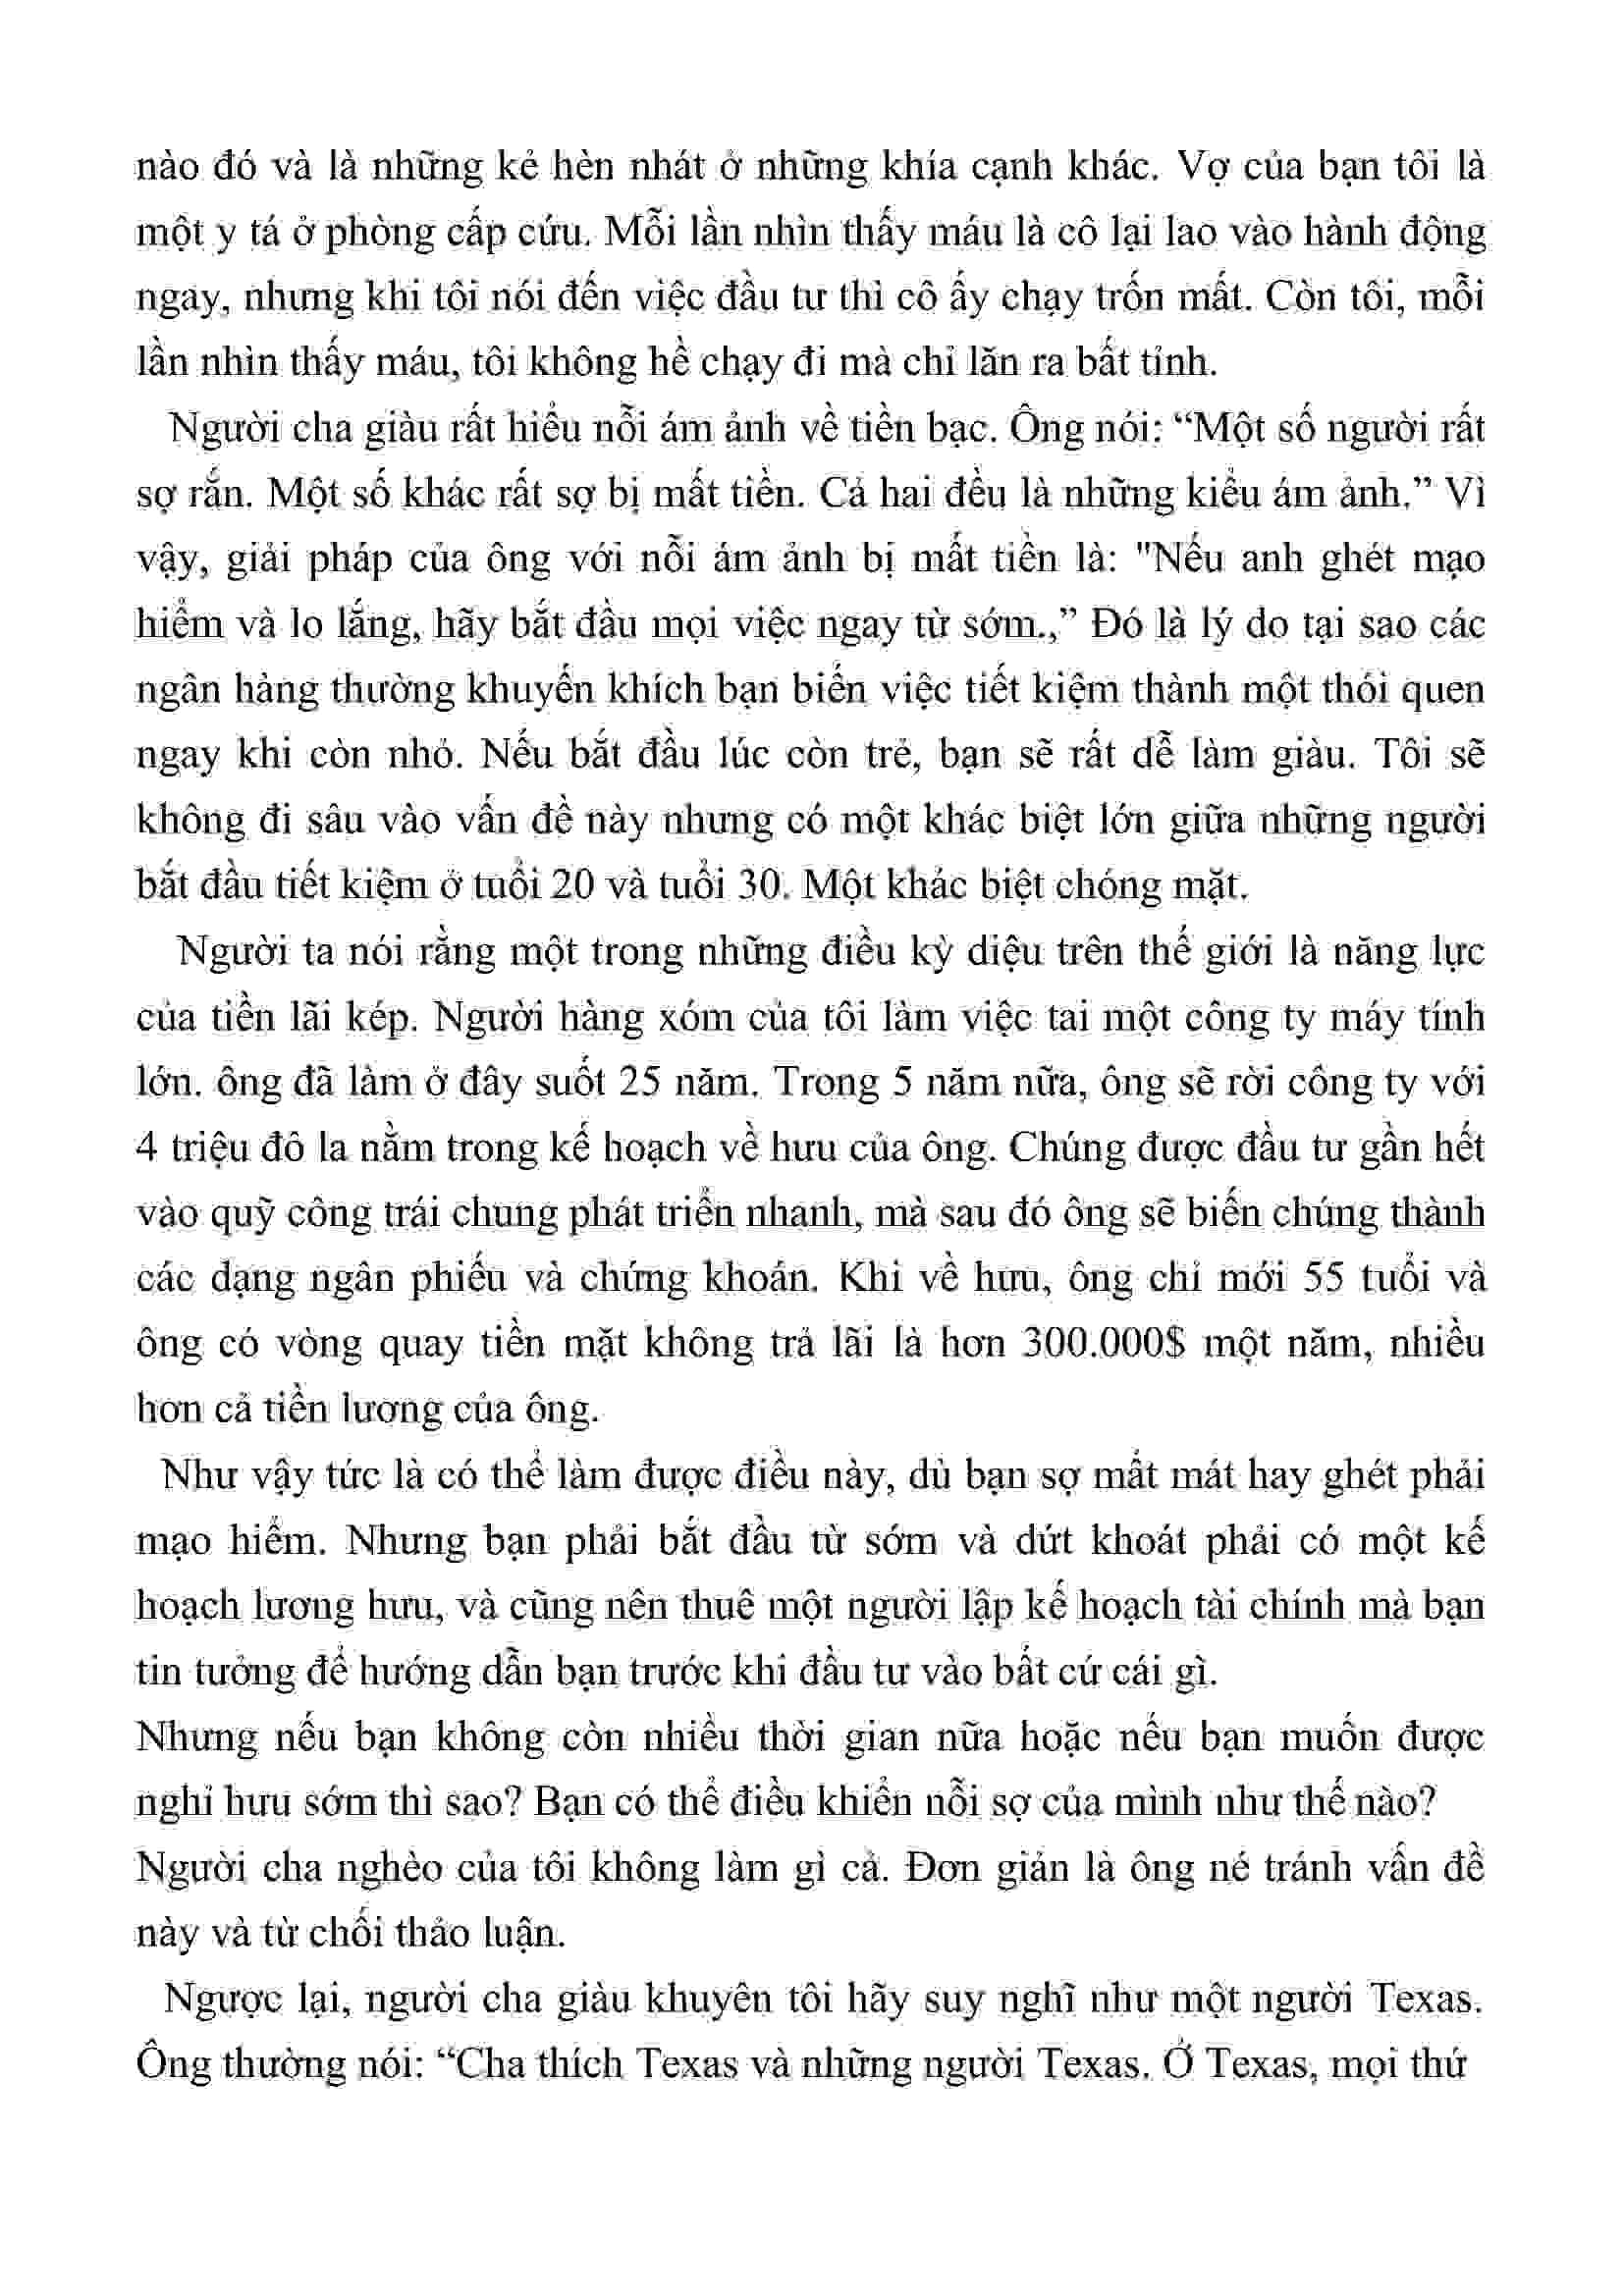 nào đó và là những kẻ hèn nhát ở những khía cạnh khác. Vợ của bạn tôi là
một y tá ở phòng cấp cứu. Mỗi lần nhìn thấy máu là cô lại lao vào hành động
ngay, nhưng khi tôi nói đến việc đầu tư thì cô ấy chạy trốn mất. Còn tôi, mỗi
lần nhìn thấy máu, tôi không hề chạy đi mà chỉ lăn ra bất tỉnh.
Người cha giàu rất hiểu nỗi ám ảnh về tiền bạc. Ông nói: “Một số người rất
sợ rắn. Một số khác rất sợ bị mất tiền. Cả hai đều là những kiểu ám ảnh.” Vì
vậy, giải pháp của ông với nỗi ám ảnh bị mất tiền là: "Nếu anh ghét mạo
hiểm và lo lắng, hãy bắt đầu mọi việc ngay từ sớm.,” Đó là lý do tại sao các
ngân hàng thường khuyến khích bạn biến việc tiết kiệm thành một thói quen
ngay khi còn nhỏ. Nếu bắt đầu lúc còn trẻ, bạn sẽ rất dễ làm giàu. Tôi sẽ
không đi sâu vào vấn đề này nhưng có một khác biệt lớn giữa những người
bắt đầu tiết kiệm ở tuổi 20 và tuổi 30. Một khác biệt chóng mặt.
Người ta nói rằng một trong những điều kỳ diệu trên thế giới là năng lực
của tiền lãi kép. Người hàng xóm của tôi làm việc tai một công ty máy tính
lớn. ông đã làm ở đây suốt 25 năm. Trong 5 năm nữa, ông sẽ rời công ty với
4 triệu đô la nằm trong kế hoạch về hưu của ông. Chúng được đầu tư gần hết
vào quỹ công trái chung phát triển nhanh, mà sau đó ông sẽ biến chúng thành
các dạng ngân phiếu và chứng khoán. Khi về hưu, ông chỉ mới 55 tuổi và
ông có vòng quay tiền mặt không trả lãi là hơn 300.000$ một năm, nhiều
hơn cả tiền lương của ông.
Như vậy tức là có thể làm được điều này, dù bạn sợ mất mát hay ghét phải
mạo hiểm. Nhưng bạn phải bắt đầu từ sớm và dứt khoát phải có một kế
hoạch lương hưu, và cũng nên thuê một người lập kế hoạch tài chính mà bạn
tin tưởng để hướng dẫn bạn trước khi đầu tư vào bất cứ cái gì.
Nhưng nếu bạn không còn nhiều thời gian nữa hoặc nếu bạn muốn được
nghỉ hưu sớm thì sao? Bạn có thể điều khiển nỗi sợ của mình như thế nào?
Người cha nghèo của tôi không làm gì cả. Đơn giản là ông né tránh vấn đề
này và từ chối thảo luận.
Ngược lại, người cha giàu khuyên tôi hãy suy nghĩ như một người Texas.
Ông thường nói: “Cha thích Texas và những người Texas. Ở Texas, mọi thứ